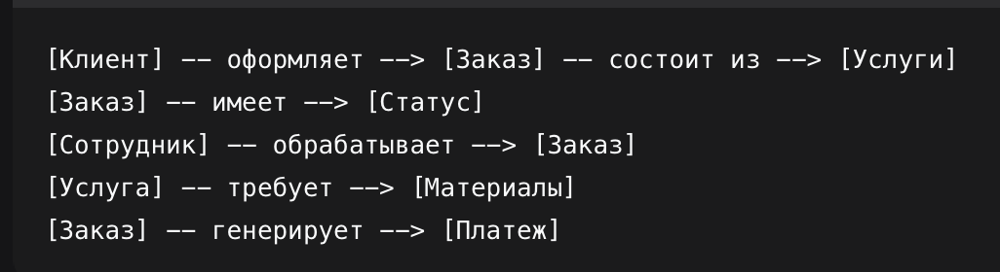 [Клиент] -- оформляет --> [Заказ] -- состоит из --> [Услуги]
[Заказ] -- имеет --> [Статус]
[Сотрудник] -- обрабатывает --> [Заказ]
[Услуга] -- требует --> [Материалы]
[Заказ] -- генерирует --> [Платеж]